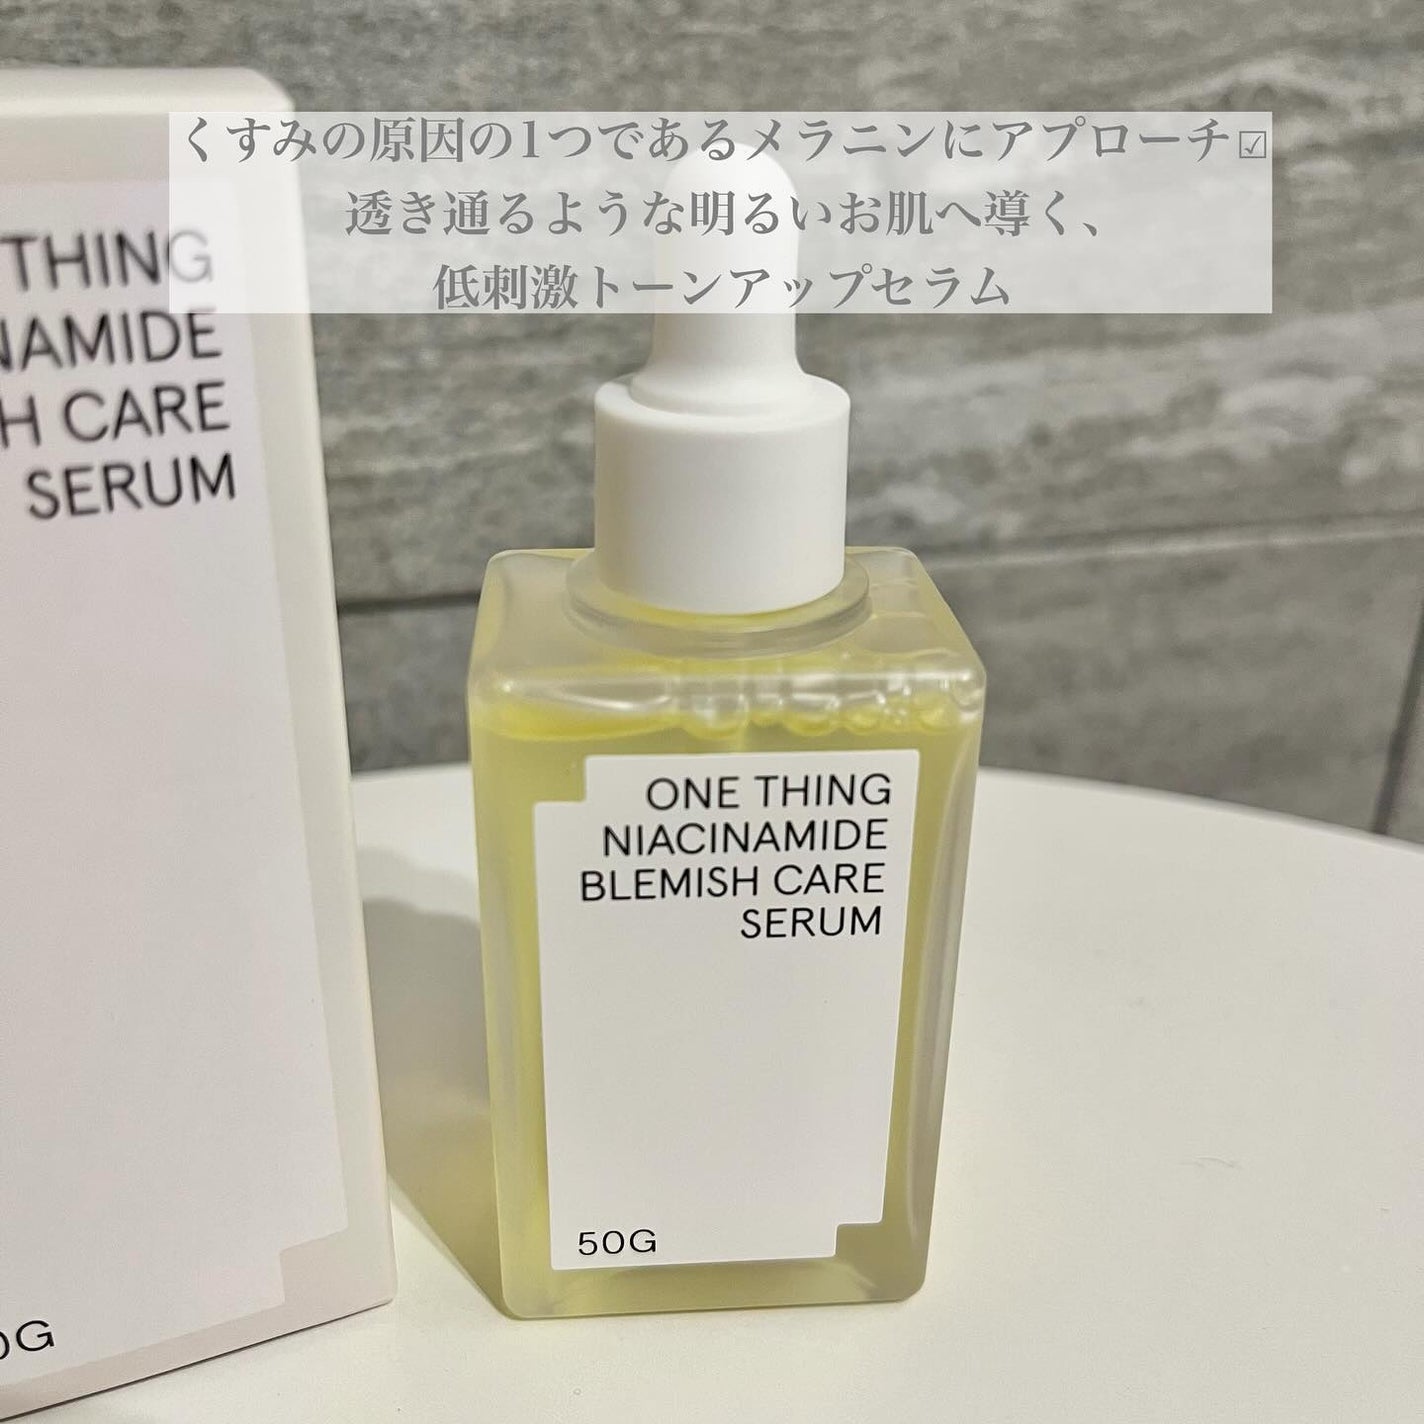 くすみの原因の1つであるメラニンにアプローチ☑
透き通るような明るいお肌へ導く、
低刺激トーンアップセラム
THING
NAMIDE
H CARE
SERUM
0G
ONE THING
NIACINAMIDE
BLEMISH CARE
SERUM
50G